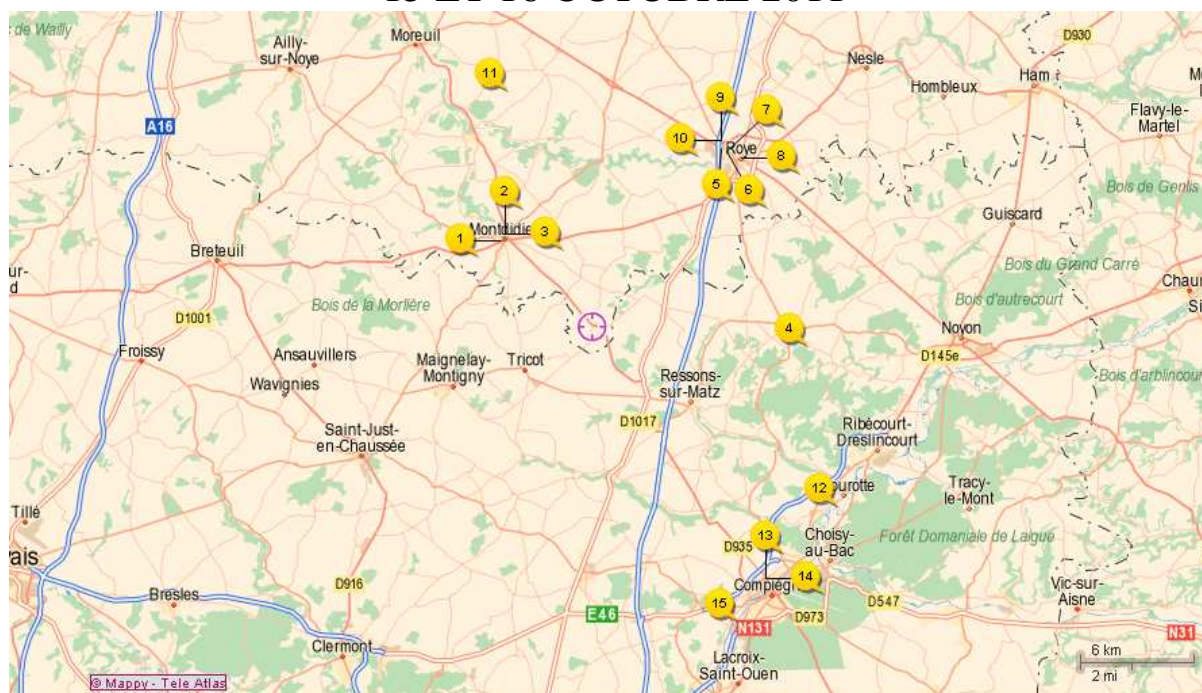 de Wailly
Ailly-
sur-Noye
Moreuil
D930
Nesle
Ham
Hombleux
Flavy-le-
Martel
11
9
7
A16
10
Roye
8
5
6
Bois de Genlis
2
Guiscard
1
3
Breteuil
Bois du Grand Carré
Bois de la Morlière
Bois d'autrecourt
D1001
4
Noyon
Froissy
Ansauvillers
Maignelay-
Montigny
Tricot
D145e
Wavignies
Ressons-
sur-Matz
D1017
Saint-Just-
en-Chaussée
Ribécourt-
Dreslincourt
12
Tracy-
le-Mont
Tillé
13
D935
Choisy-
au-Bac
Forêt Domaniale de Laigue
14
D916
Bresles
15
E46
D547
Vic-sur-
Aisne
N131
D973
N31
Clermont
Lacroix-
Saint-Ouen
6 km
2 mi
© Mappy - Tele Atlas